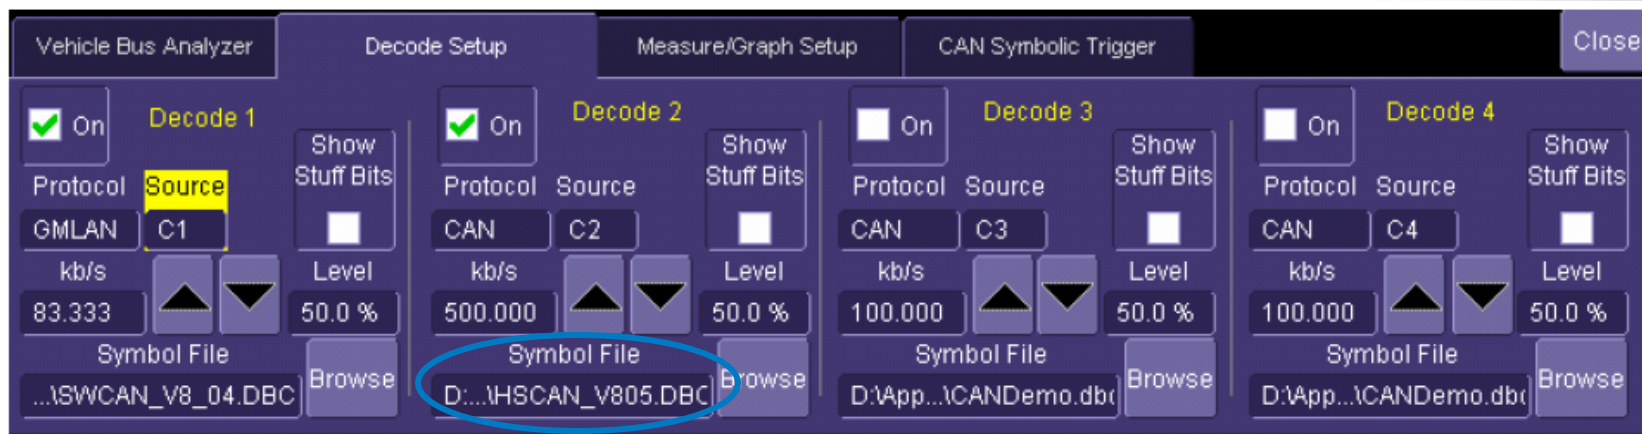 Vehicle Bus Analyzer
Decode Setup
Measure/Graph Setup
CAN Symbolic Trigger
Close
On
Decode 1
Show
Stuff Bits
Protocol
Source
GMLAN
C1
kb/s
Level
83.333
50.0 %
Symbol File
...\SWCAN_V8_04.DBC
Browse
On
Decode 2
Show
Stuff Bits
Protocol
Source
CAN
C2
kb/s
Level
500.000
50.0 %
Symbol File
D:...\HSCAN_V805.DBC
Browse
On
Decode 3
Show
Stuff Bits
Protocol
Source
CAN
C3
kb/s
Level
100.000
50.0 %
Symbol File
D:\App...\CANDemo.dbc
Browse
On
Decode 4
Show
Stuff Bits
Protocol
Source
CAN
C4
kb/s
Level
100.000
50.0 %
Symbol File
D:\App...\CANDemo.dbc
Browse